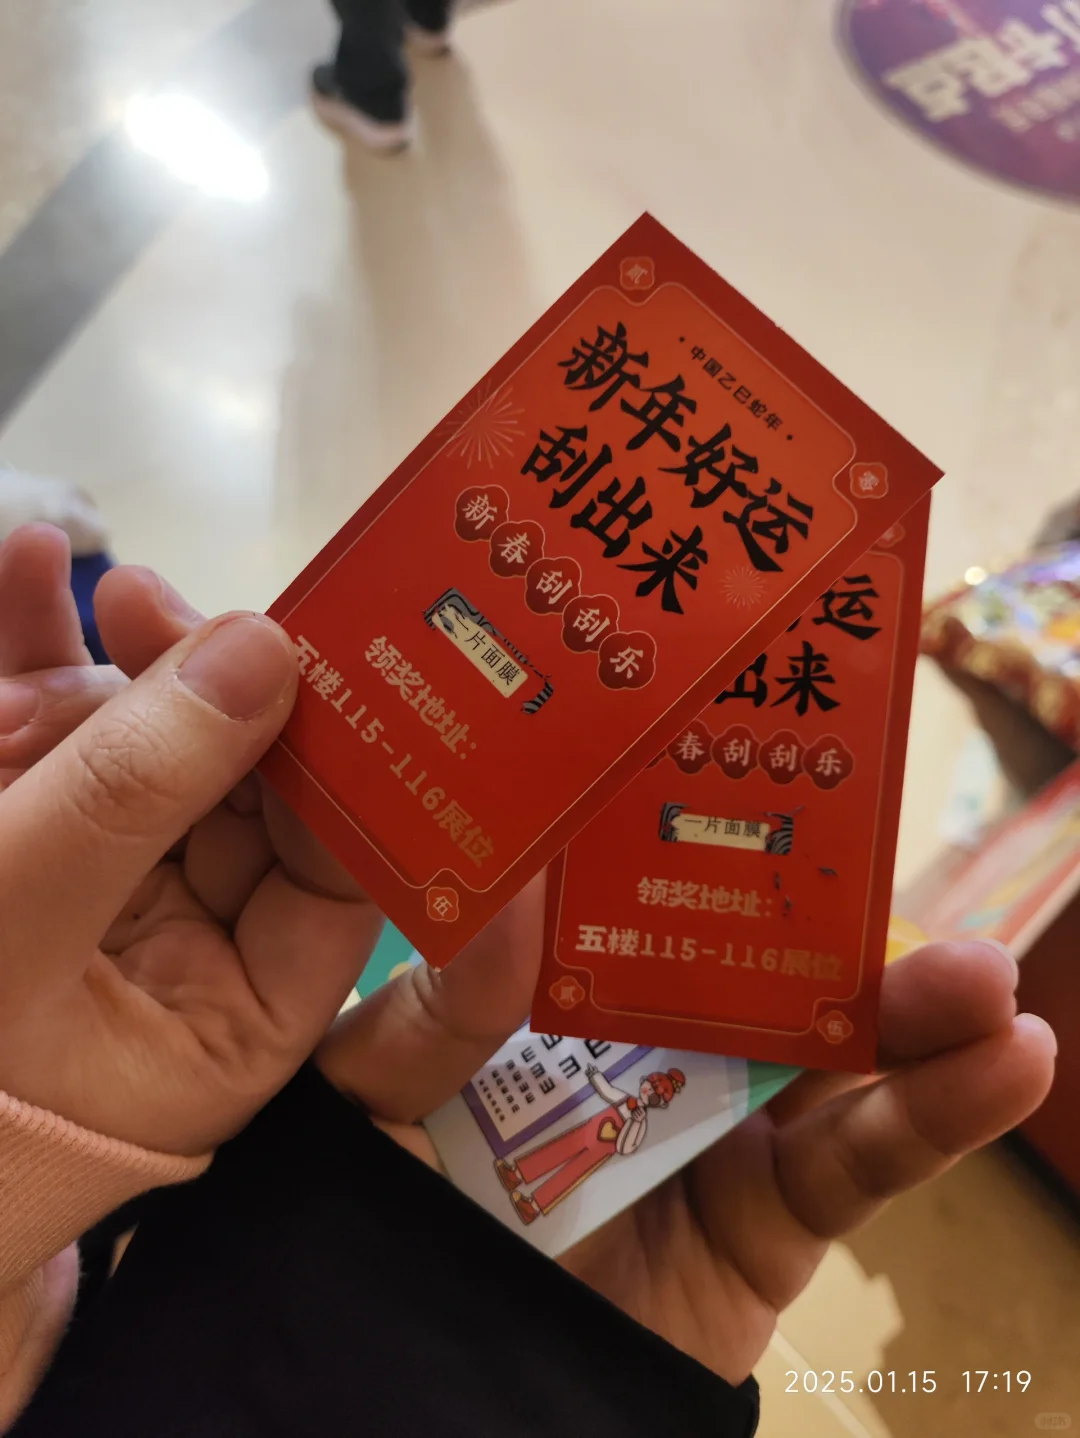 贰
零
·中国乙巳蛇年·
新年好运
刮出来
新春刮刮乐
一片面膜
领奖地址:
五楼115-116展位
伍
运
出来
春刮刮乐
一片面膜
领奖地址:
五楼115-116展位
贰
伍
2025.01.15 17:19